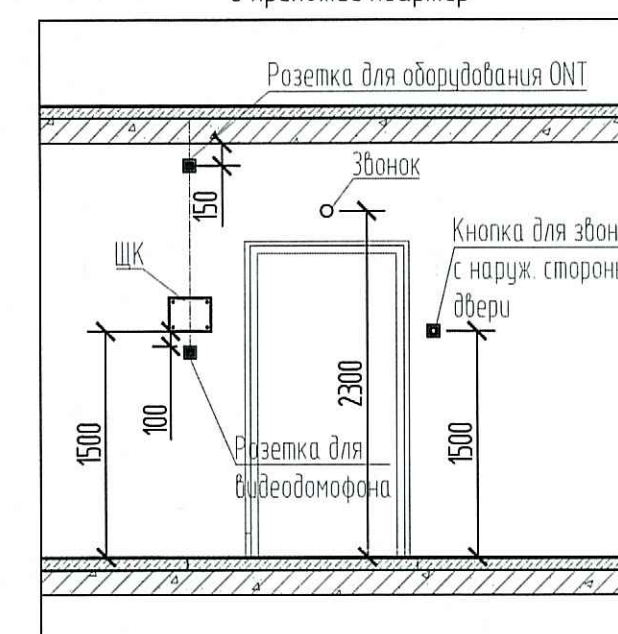 Розетка для оборудования ONT
Звонок
150
Кнопка для звон
с наруж. сторонь
двери
ЩК
2300
1500
100
1500
Розетка для
видеодомофона